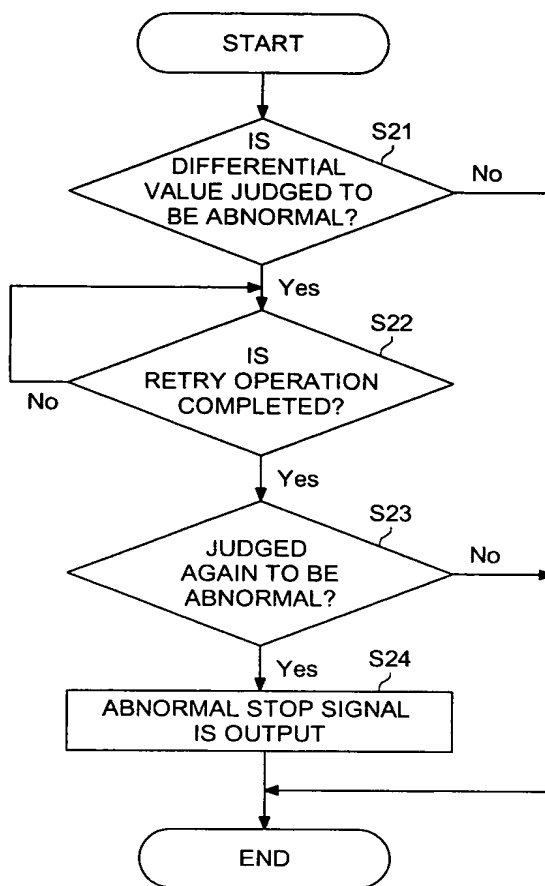 START
S21
IS
DIFFERENTIAL
VALUE JUDGED TO
BE ABNORMAL?
No
Yes
S22
IS
RETRY OPERATION
COMPLETED?
No
Yes
S23
JUDGED
AGAIN TO BE
ABNORMAL?
No
Yes
S24
ABNORMAL STOP SIGNAL
IS OUTPUT
END